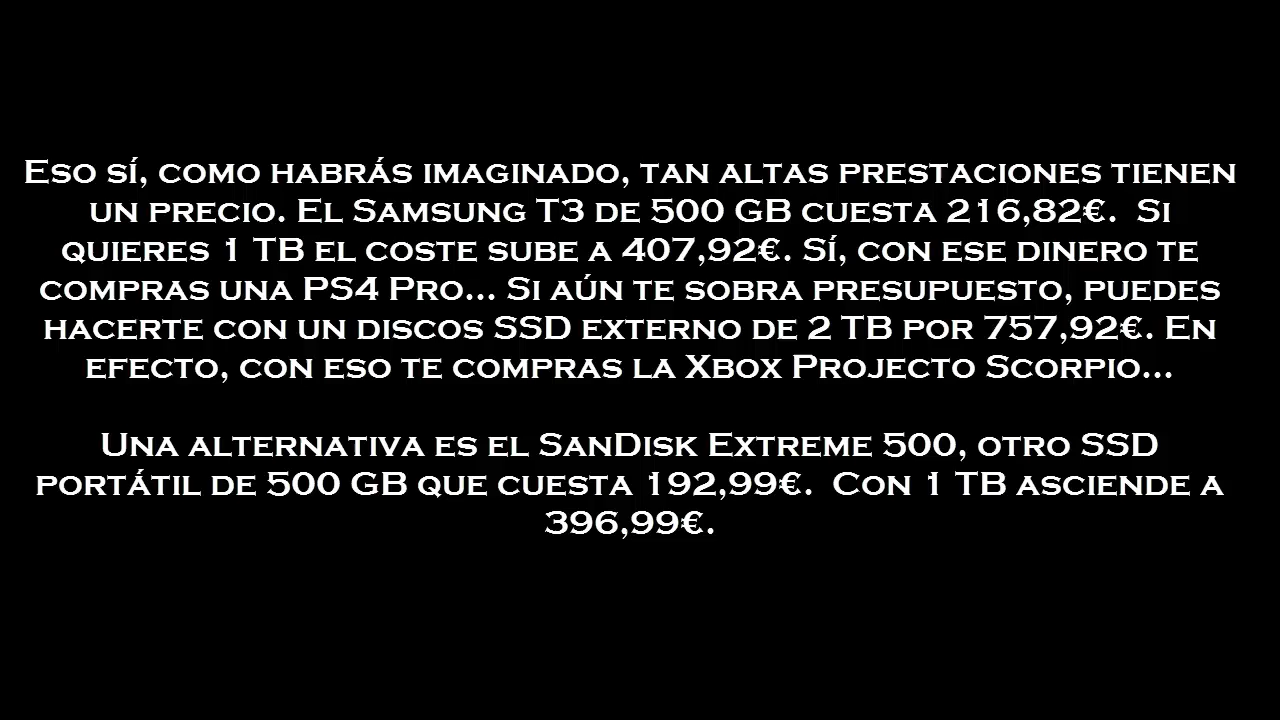 Eso sí, como habrás imaginado, tan altas prestaciones tienen
un precio. El Samsung T3 de 500 GB cuesta 216,82€.  Si
quieres 1 TB el coste sube a 407,92€. Sí, con ese dinero te
compras una PS4 Pro... Si aún te sobra presupuesto, puedes
hacerte con un discos SSD externo de 2 TB por 757,92€. En
efecto, con eso te compras la Xbox Projecto Scorpio...
Una alternativa es el SanDisk Extreme 500, otro SSD
portátil de 500 GB que cuesta 192,99€.  Con 1 TB asciende a
396,99€.